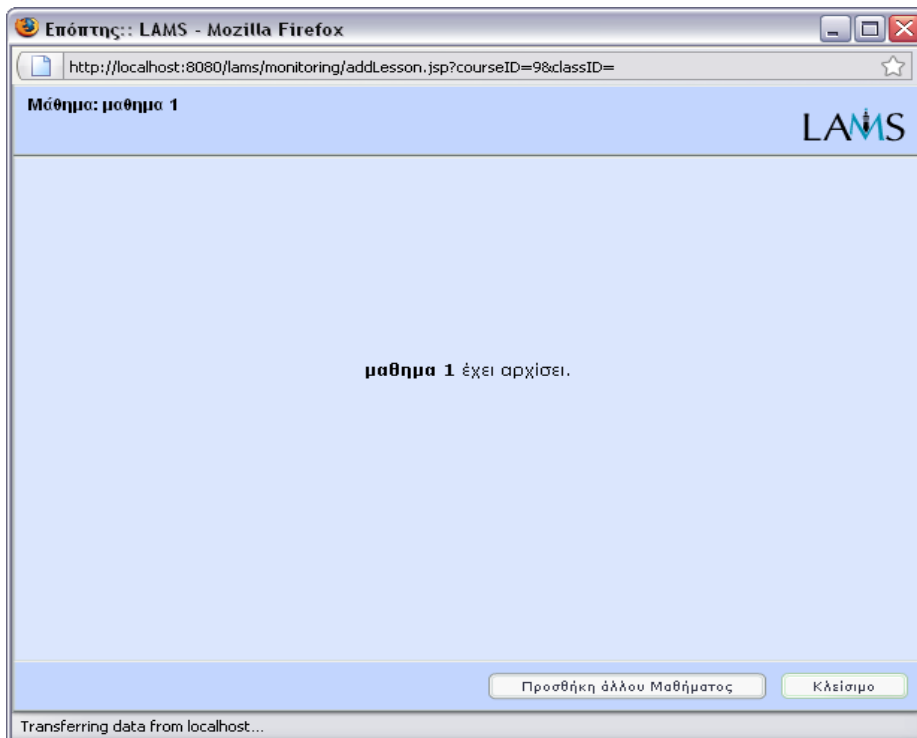 Επόπτης:: LAMS - Mozilla Firefox
http://localhost:8080/lams/monitoring/addLesson.jsp?courseID=9&classID=
Μάθημα: μαθημα 1
LAMS
μαθημα 1 έχει αρχίσει.
Προσθήκη άλλου Μαθήματος Κλείσιμο
Transferring data from localhost...